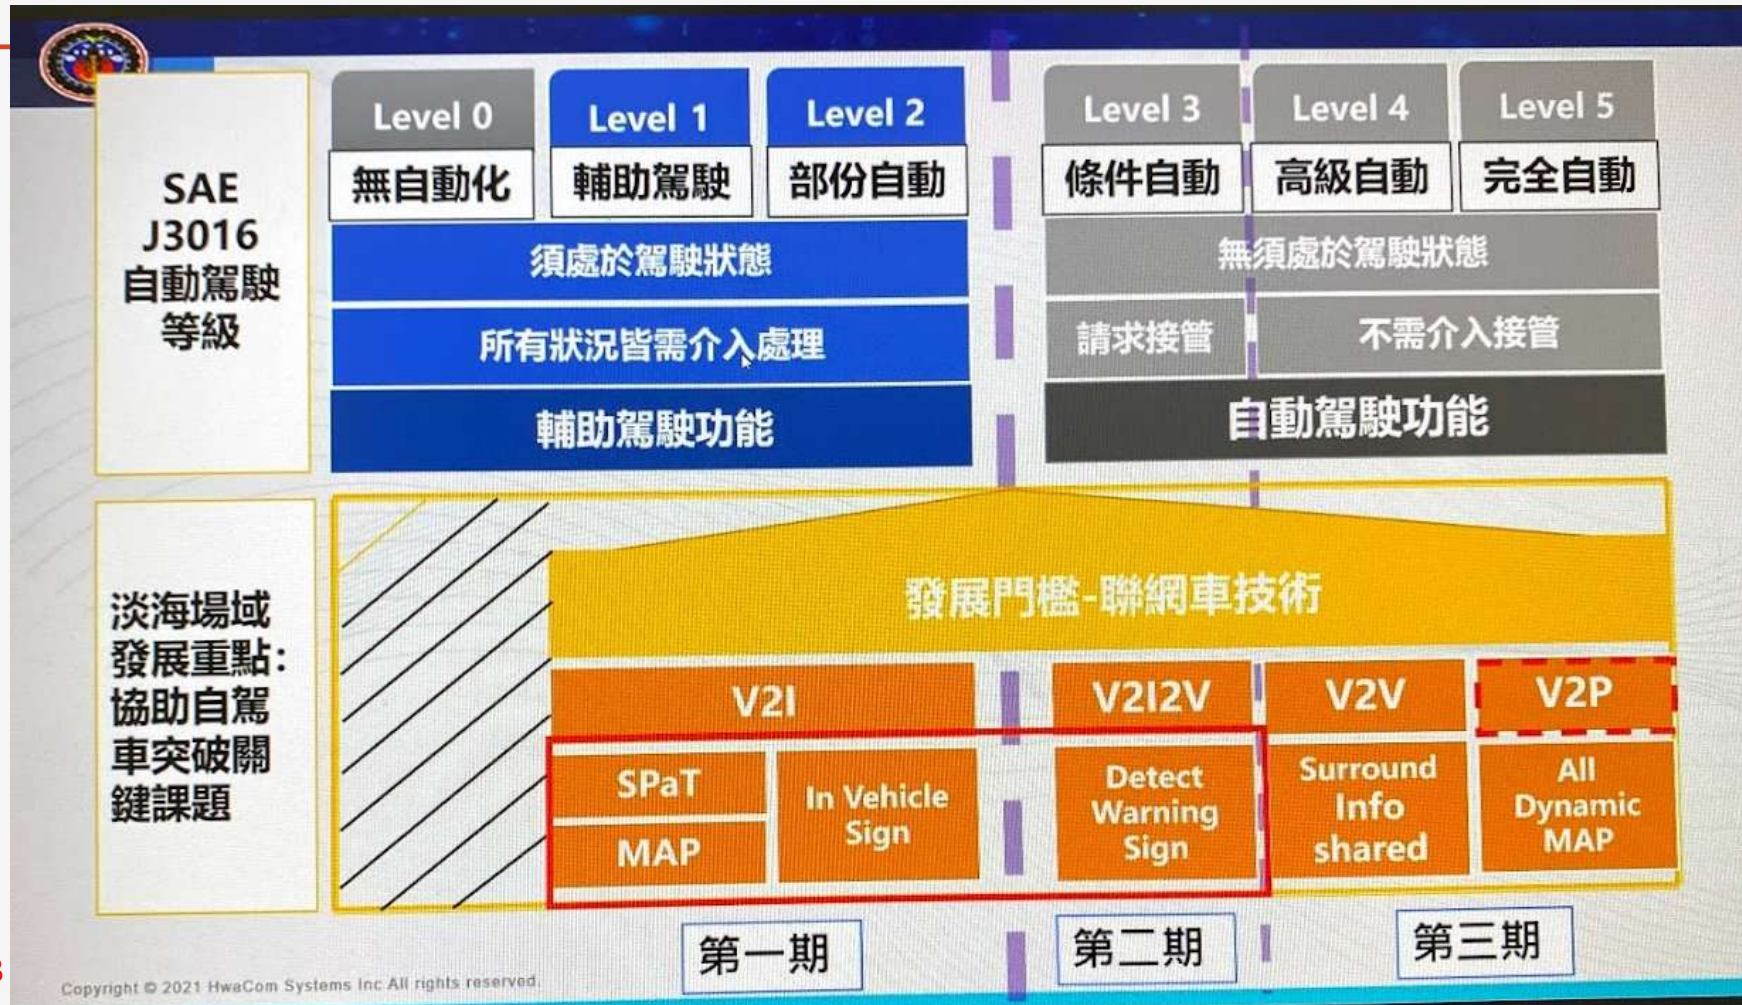 Level 0
Level 1
Level 2
Level 3
Level 4
Level 5
SAE
J3016
自動駕駛
等級
無自動化
輔助駕駛
部份自動
條件自動
高級自動
完全自動
須處於駕駛狀態
無須處於駕駛狀態
所有狀況皆需介入處理
請求接管
不需介入接管
輔助駕駛功能
自動駕駛功能
淡海場域
發展重點:
協助自駕
車突破關
鍵課題
發展門檻-聯網車技術
V2I
V2I2V
V2V
V2P
SPaT
MAP
In Vehicle
Sign
Detect
Warning
Sign
Surround
Info
shared
All
Dynamic
MAP
第一期
第二期
第三期
Copyright © 2021 HwaCom Systems Inc All rights reserved.